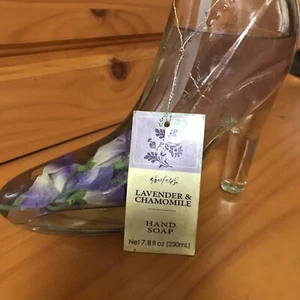 LAVENDER &
CHAMOMILE
HAND
SOAP
Net 7.8 fl oz (230mL)